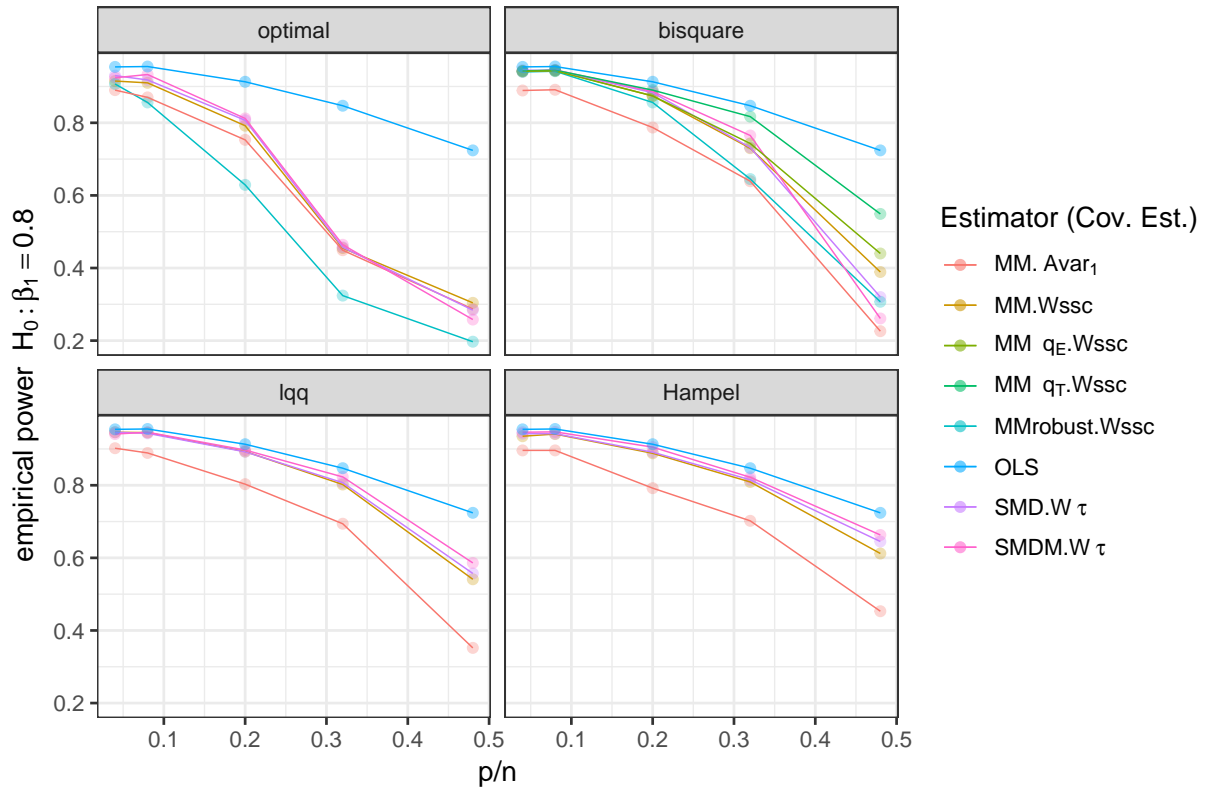 optimal
bisquare
0.8
0.6
0.4
0.2
lqq
Hampel
0.8
0.6
0.4
0.2
0.1 0.2 0.3 0.4 0.5
0.1 0.2 0.3 0.4 0.5
p/n
empirical power H₀ : β₁ = 0.8
Estimator (Cov. Est.)
MM. Avar₁
MM.Wssc
MM q_E.Wssc
MM q_T.Wssc
MMrobust.Wssc
OLS
SMD.W τ
SMDM.W τ